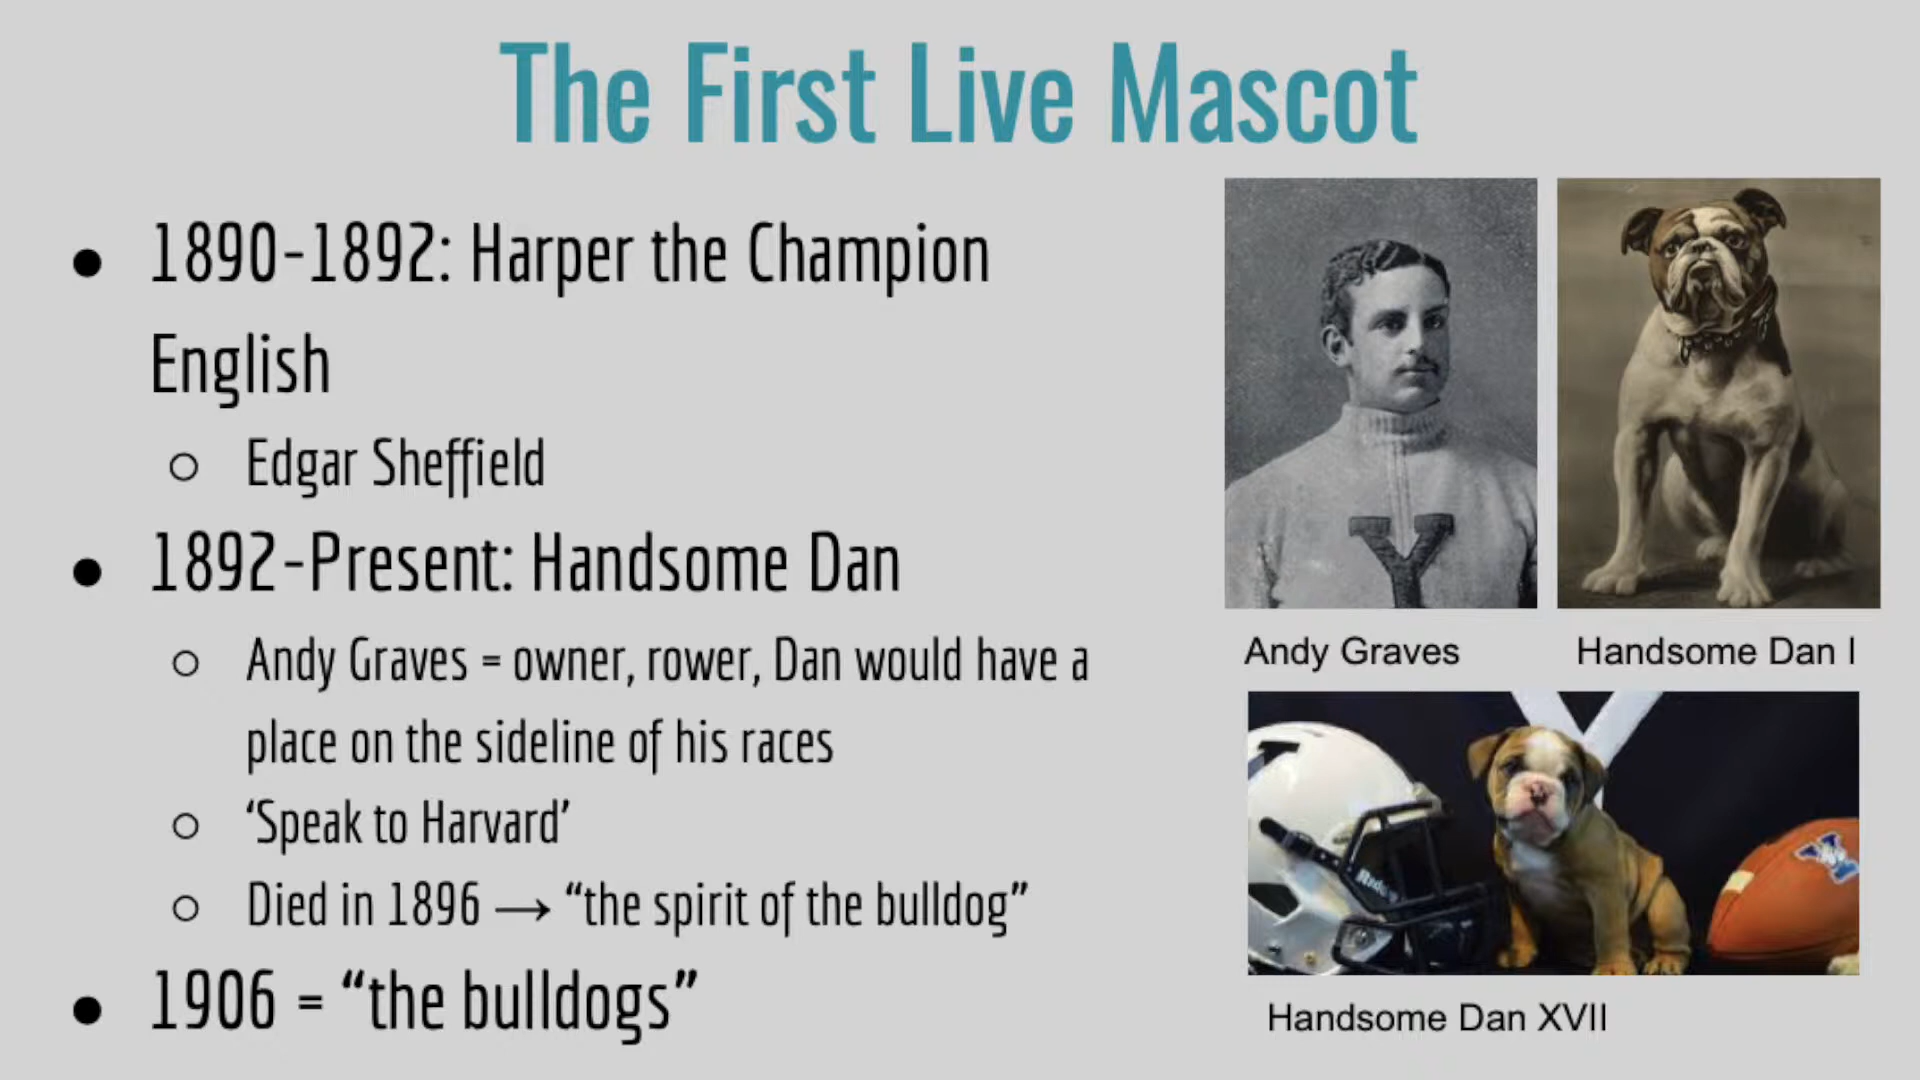 The First Live Mascot
● 1890-1892: Harper the Champion
English
○ Edgar Sheffield
● 1892-Present: Handsome Dan
○ Andy Graves = owner, rower, Dan would have a
place on the sideline of his races
○ ‘Speak to Harvard’
○ Died in 1896 → “the spirit of the bulldog”
● 1906 = “the bulldogs”
Y
Andy Graves
Handsome Dan I
Riddell
Y
Handsome Dan XVII